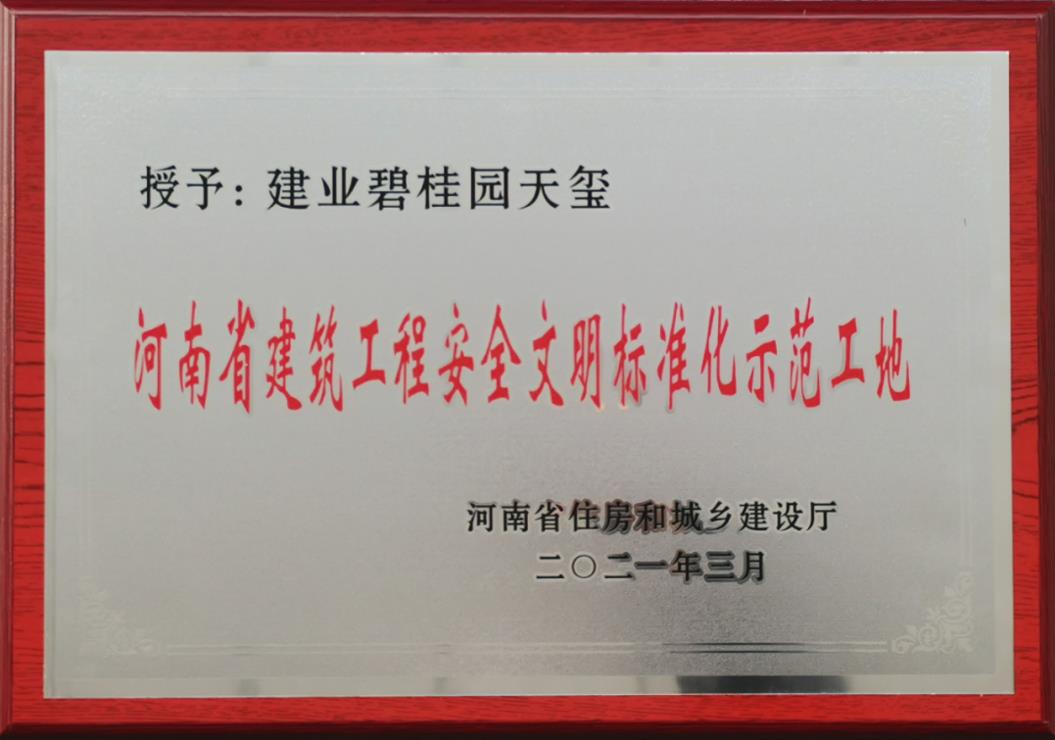 授予：建业碧桂园天玺
河南省建筑工程安全文明标准化示范工地
河南省住房和城乡建设厅
二〇二一年三月